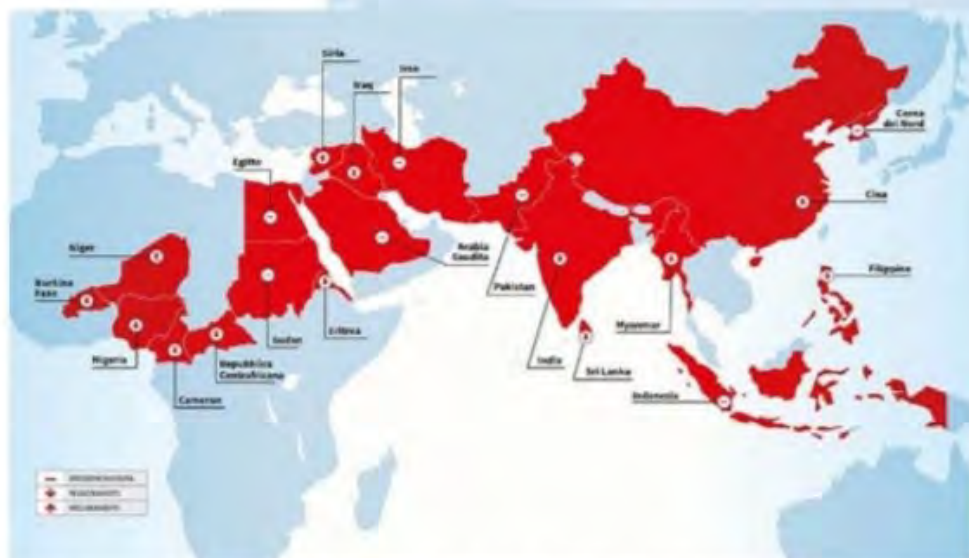 Siria
Iran
Iraq
Corea
del Nord
Egitto
Cina
Niger
Arabia
Saudita
Filippine
Burkina
Faso
Pakistan
Eritrea
Myanmar
Sudan
Nigeria
Repubblica
Centrafricana
India
Sri Lanka
Camerun
Indonesia